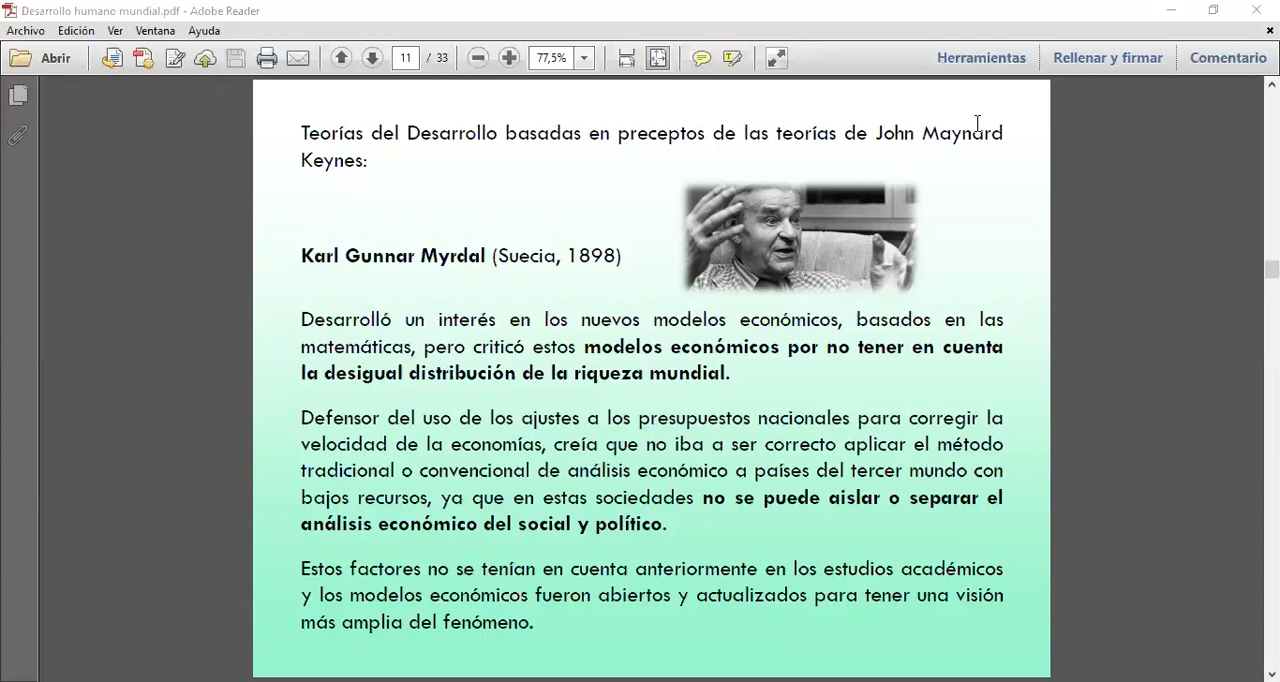 Desarrollo humano mundial.pdf - Adobe Reader
Archivo Edición Ver Ventana Ayuda
Abrir 11 / 33 77,5% Herramientas Rellenar y firmar Comentario
Teorías del Desarrollo basadas en preceptos de las teorías de John Maynard
Keynes:
Karl Gunnar Myrdal (Suecia, 1898)
Desarrolló un interés en los nuevos modelos económicos, basados en las
matemáticas, pero criticó estos modelos económicos por no tener en cuenta
la desigual distribución de la riqueza mundial.
Defensor del uso de los ajustes a los presupuestos nacionales para corregir la
velocidad de la economías, creía que no iba a ser correcto aplicar el método
tradicional o convencional de análisis económico a países del tercer mundo con
bajos recursos, ya que en estas sociedades no se puede aislar o separar el
análisis económico del social y político.
Estos factores no se tenían en cuenta anteriormente en los estudios académicos
y los modelos económicos fueron abiertos y actualizados para tener una visión
más amplia del fenómeno.